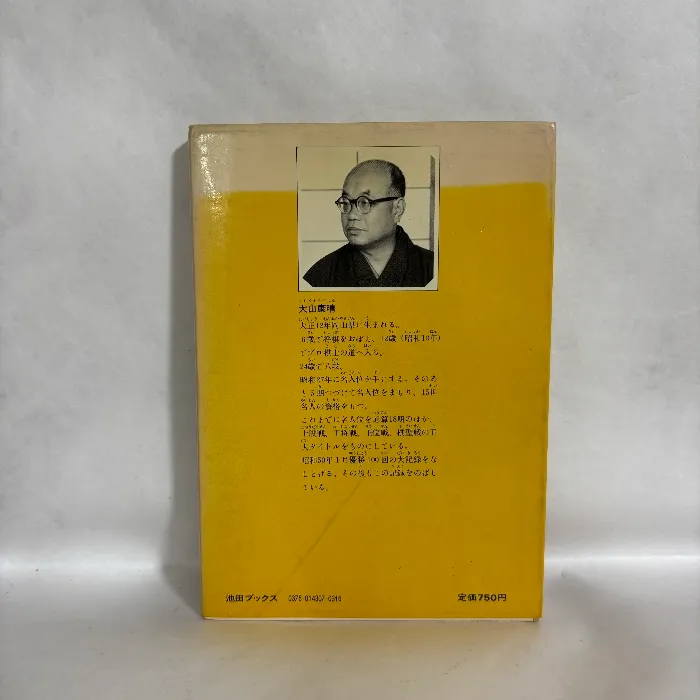 大山康晴
大正12年岡山県に生まれる。
6歳で将棋をおぼえ、12歳(昭和10年)
でプロ棋士の道へ入る。
24歳で八段。
昭和27年に名人位を手にする。そのあ
と5期つづけて名人位をまもり、15世
名人の資格をもつ。
これまでに名人位を通算18期のほか、
十段戦、王将戦、王位戦、棋聖戦の五
大タイトルをものにしている。
昭和50年1月優勝100回の大記録をな
しとげる。その後もこの記録をのばし
ている。
池田ブックス 0376-014307-0316
定価750円